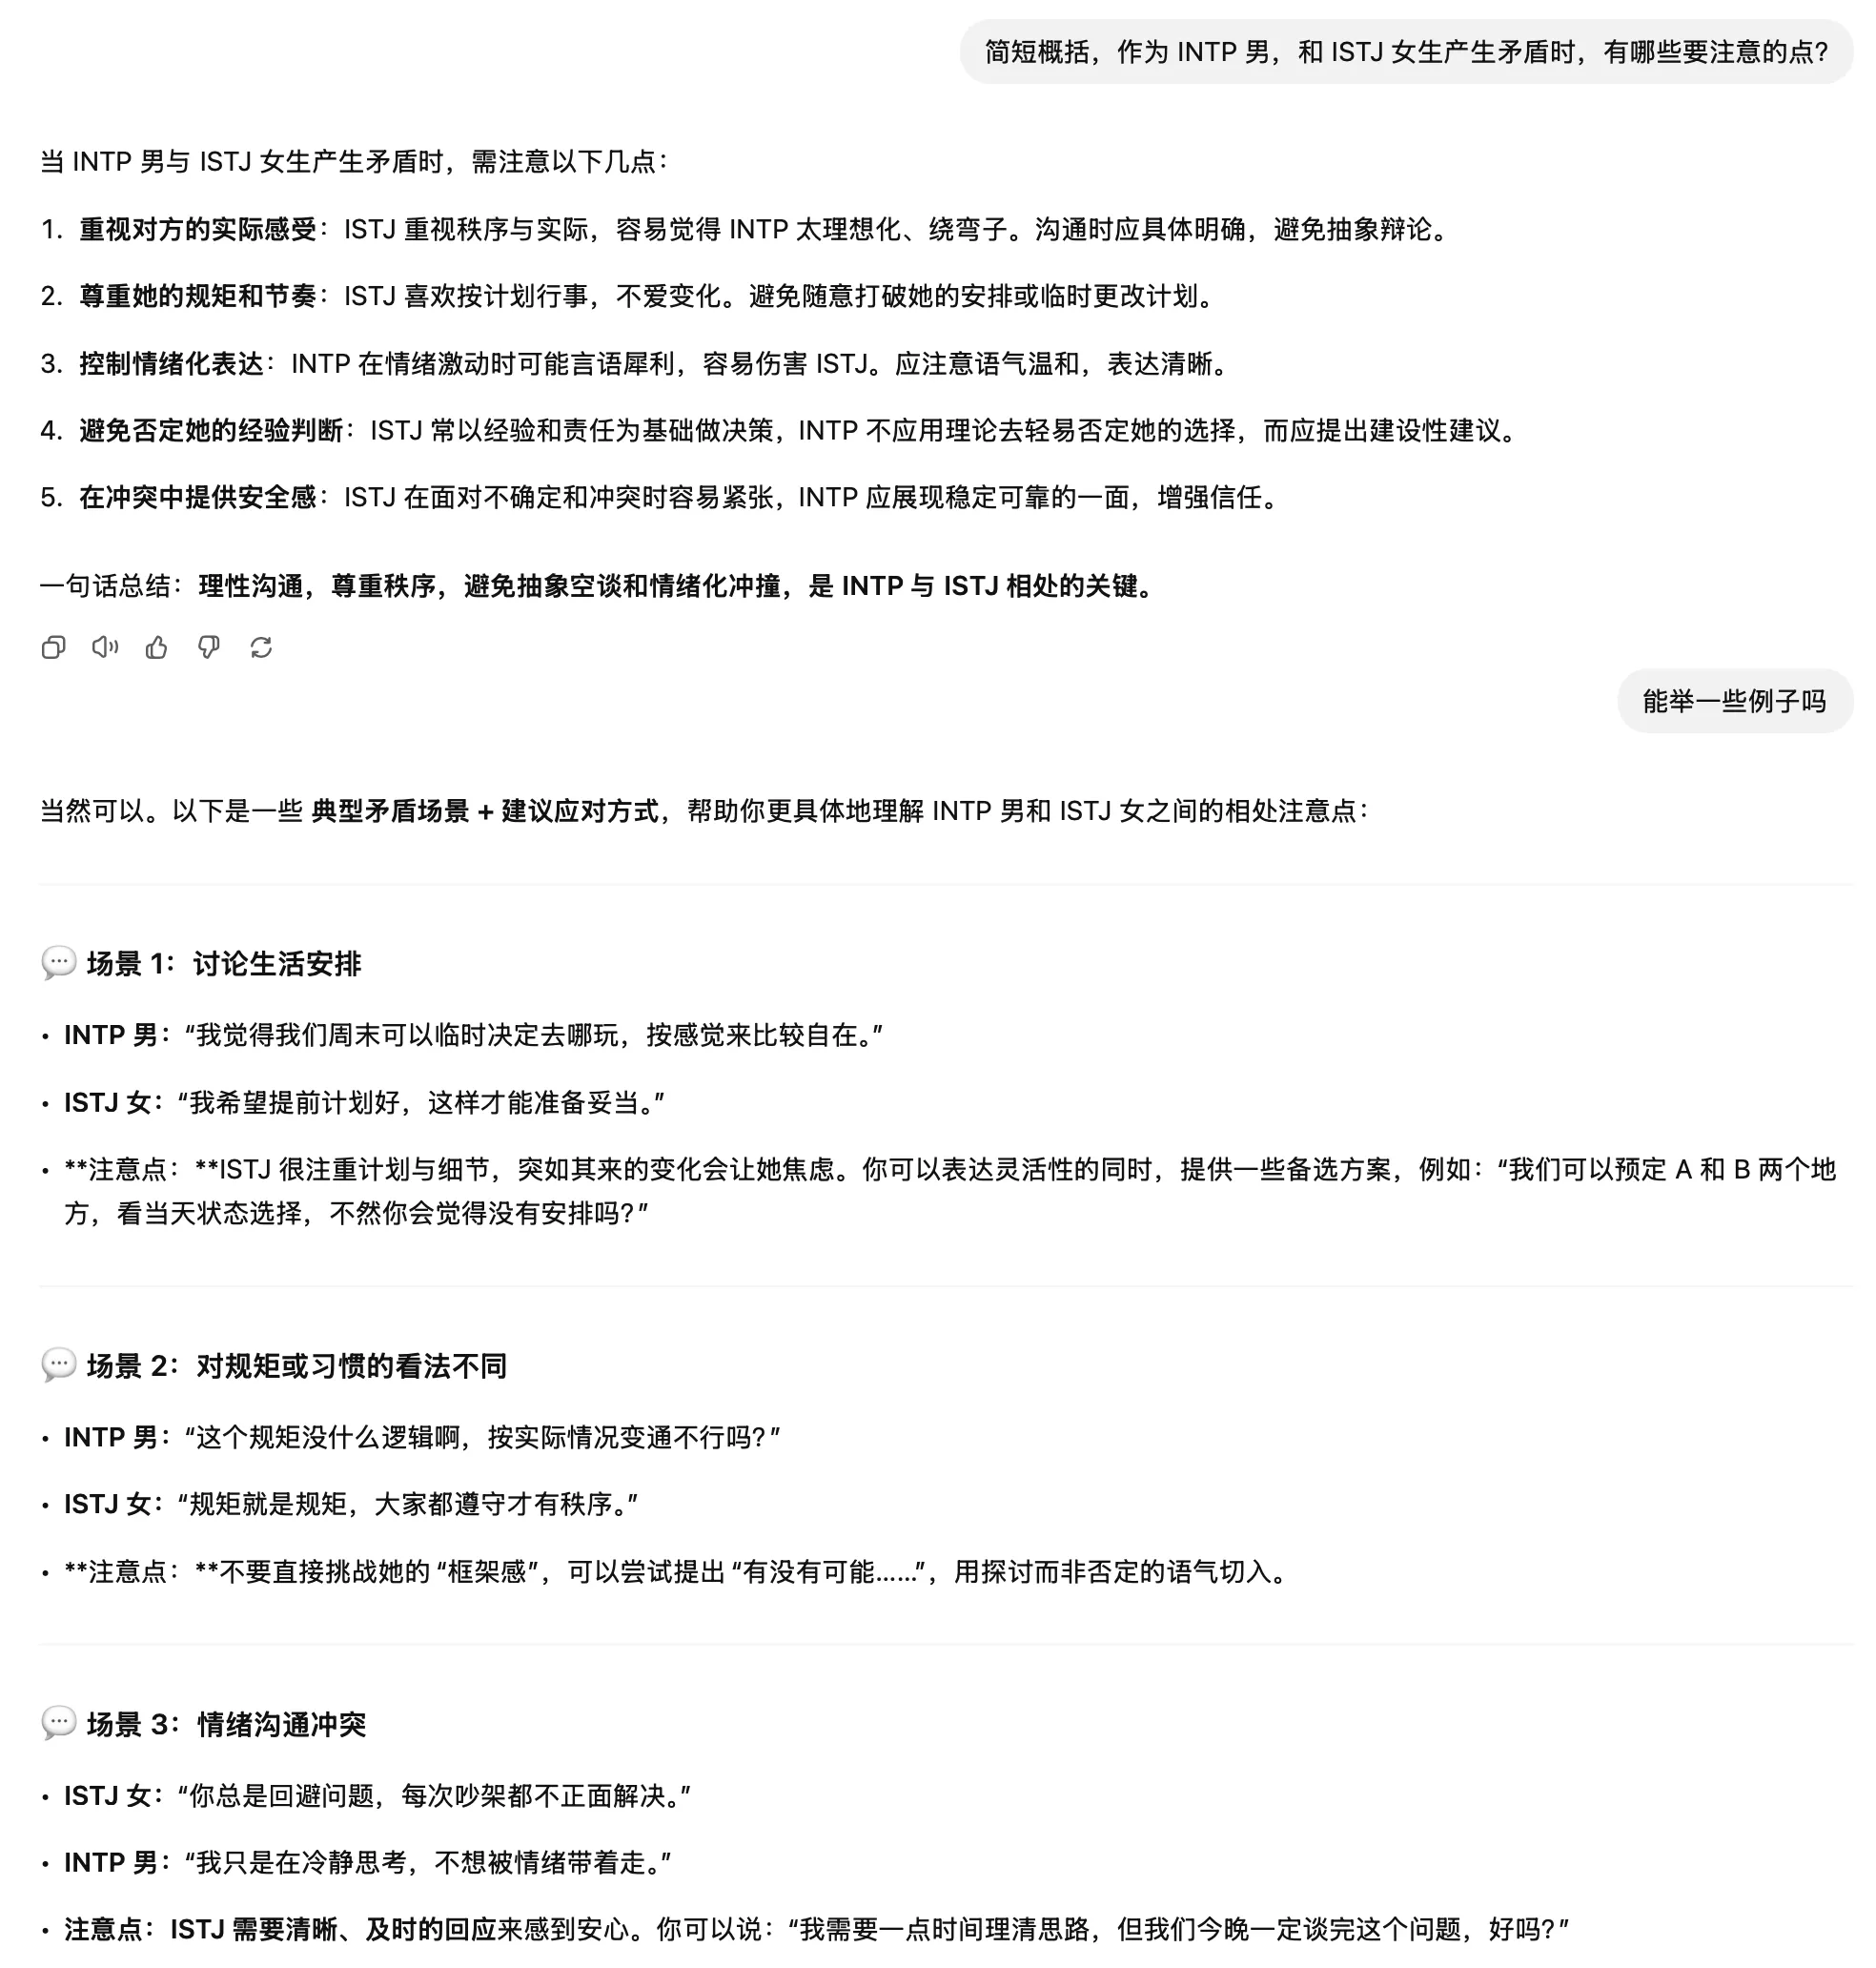 简短概括，作为 INTP 男，和 ISTJ 女生产生矛盾时，有哪些要注意的点？
当 INTP 男与 ISTJ 女生产生矛盾时，需注意以下几点：
1. 重视对方的实际感受：ISTJ 重视秩序与实际，容易觉得 INTP 太理想化、绕弯子。沟通时应具体明确，避免抽象辩论。
2. 尊重她的规矩和节奏：ISTJ 喜欢按计划行事，不爱变化。避免随意打破她的安排或临时更改计划。
3. 控制情绪化表达：INTP 在情绪激动时可能言语犀利，容易伤害 ISTJ。应注意语气温和，表达清晰。
4. 避免否定她的经验判断：ISTJ 常以经验和责任为基础做决策，INTP 不应用理论去轻易否定她的选择，而应提出建设性建议。
5. 在冲突中提供安全感：ISTJ 在面对不确定和冲突时容易紧张，INTP 应展现稳定可靠的一面，增强信任。
一句话总结：理性沟通，尊重秩序，避免抽象空谈和情绪化冲撞，是 INTP 与 ISTJ 相处的关键。
能举一些例子吗
当然可以。以下是一些 典型矛盾场景 + 建议应对方式，帮助你更具体地理解 INTP 男和 ISTJ 女之间的相处注意点：
💬 场景 1：讨论生活安排
• INTP 男：“我觉得我们周末可以临时决定去哪玩，按感觉来比较自在。”
• ISTJ 女：“我希望提前计划好，这样才能准备妥当。”
• **注意点：**ISTJ 很注重计划与细节，突如其来的变化会让她焦虑。你可以表达灵活性的同时，提供一些备选方案，例如：“我们可以预定 A 和 B 两个地
方，看当天状态选择，不然你会觉得没有安排吗？”
💬 场景 2：对规矩或习惯的看法不同
• INTP 男：“这个规矩没什么逻辑啊，按实际情况变通不行吗？”
• ISTJ 女：“规矩就是规矩，大家都遵守才有秩序。”
• **注意点：**不要直接挑战她的“框架感”，可以尝试提出“有没有可能……”，用探讨而非否定的语气切入。
💬 场景 3：情绪沟通冲突
• ISTJ 女：“你总是回避问题，每次吵架都不正面解决。”
• INTP 男：“我只是在冷静思考，不想被情绪带着走。”
• 注意点：ISTJ 需要清晰、及时的回应来感到安心。你可以说：“我需要一点时间理清思路，但我们今晚一定谈完这个问题，好吗？”